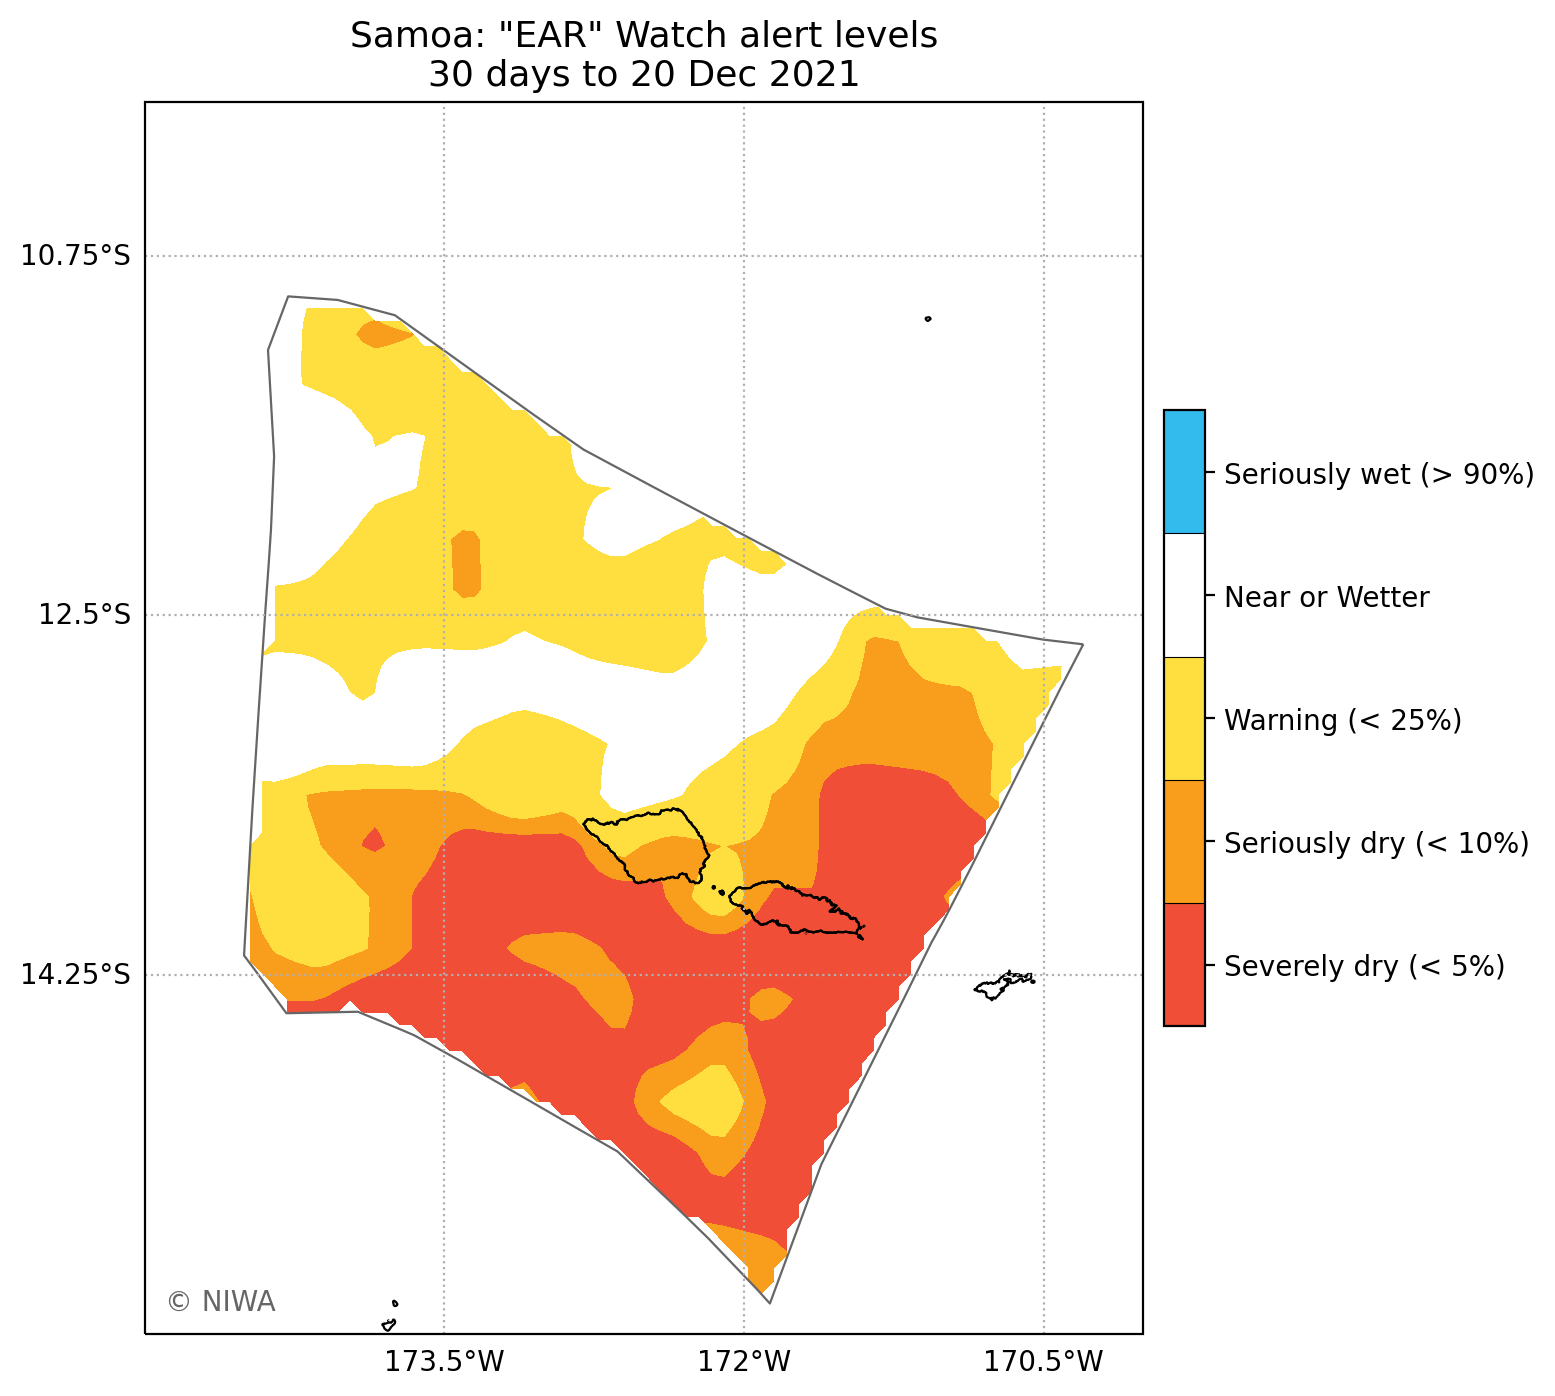 Samoa: "EAR" Watch alert levels
30 days to 20 Dec 2021
10.75°S
12.5°S
14.25°S
173.5°W
172°W
170.5°W
Seriously wet (> 90%)
Near or Wetter
Warning (< 25%)
Seriously dry (< 10%)
Severely dry (< 5%)
© NIWA